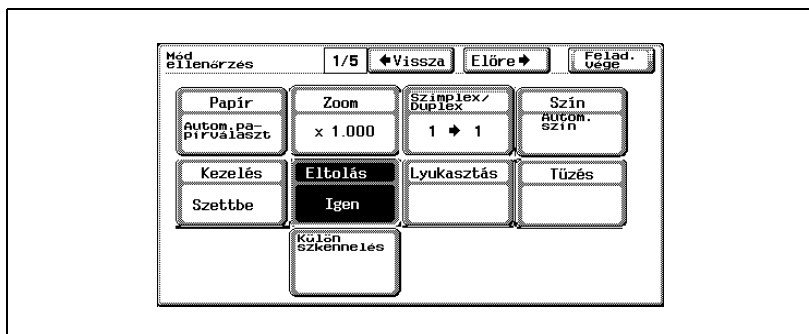 Mód
ellenőrzés
1/5
Vissza
Előre
Felad.
vége
Papír
Autom.pa-
pírválaszt
Zoom
x 1.000
Szimplex/
Duplex
1 → 1
Szín
Autom.
szín
Kezelés
Szettbe
Eltolás
Igen
Lyukasztás
Tűzés
Külön
szkennelés